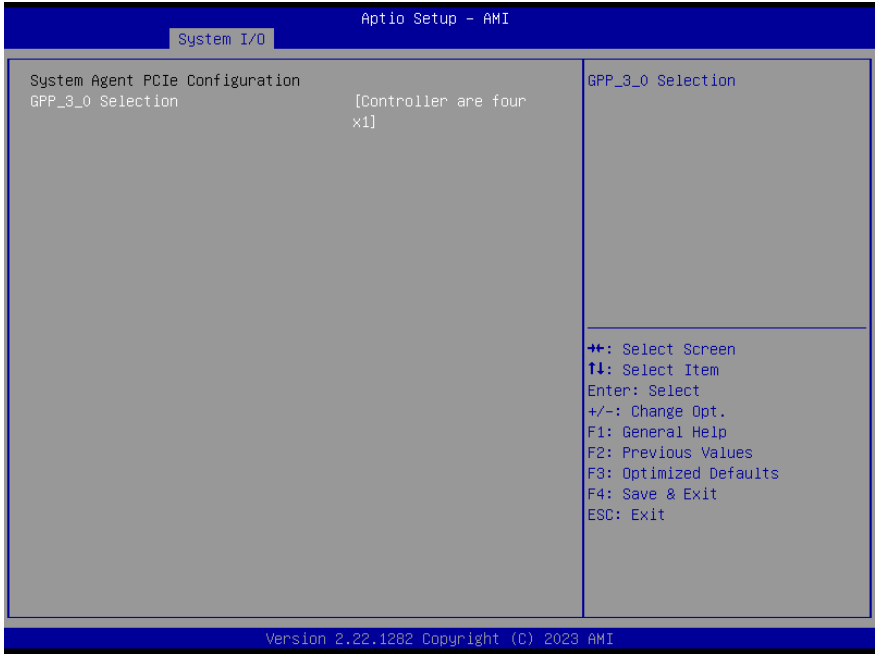 Aptio Setup – AMI
System I/O
System Agent PCIe Configuration
GPP_3_0 Selection [Controller are four
x1]
GPP_3_0 Selection
→←: Select Screen
↑↓: Select Item
Enter: Select
+/-: Change Opt.
F1: General Help
F2: Previous Values
F3: Optimized Defaults
F4: Save & Exit
ESC: Exit
Version 2.22.1282 Copyright (C) 2023 AMI